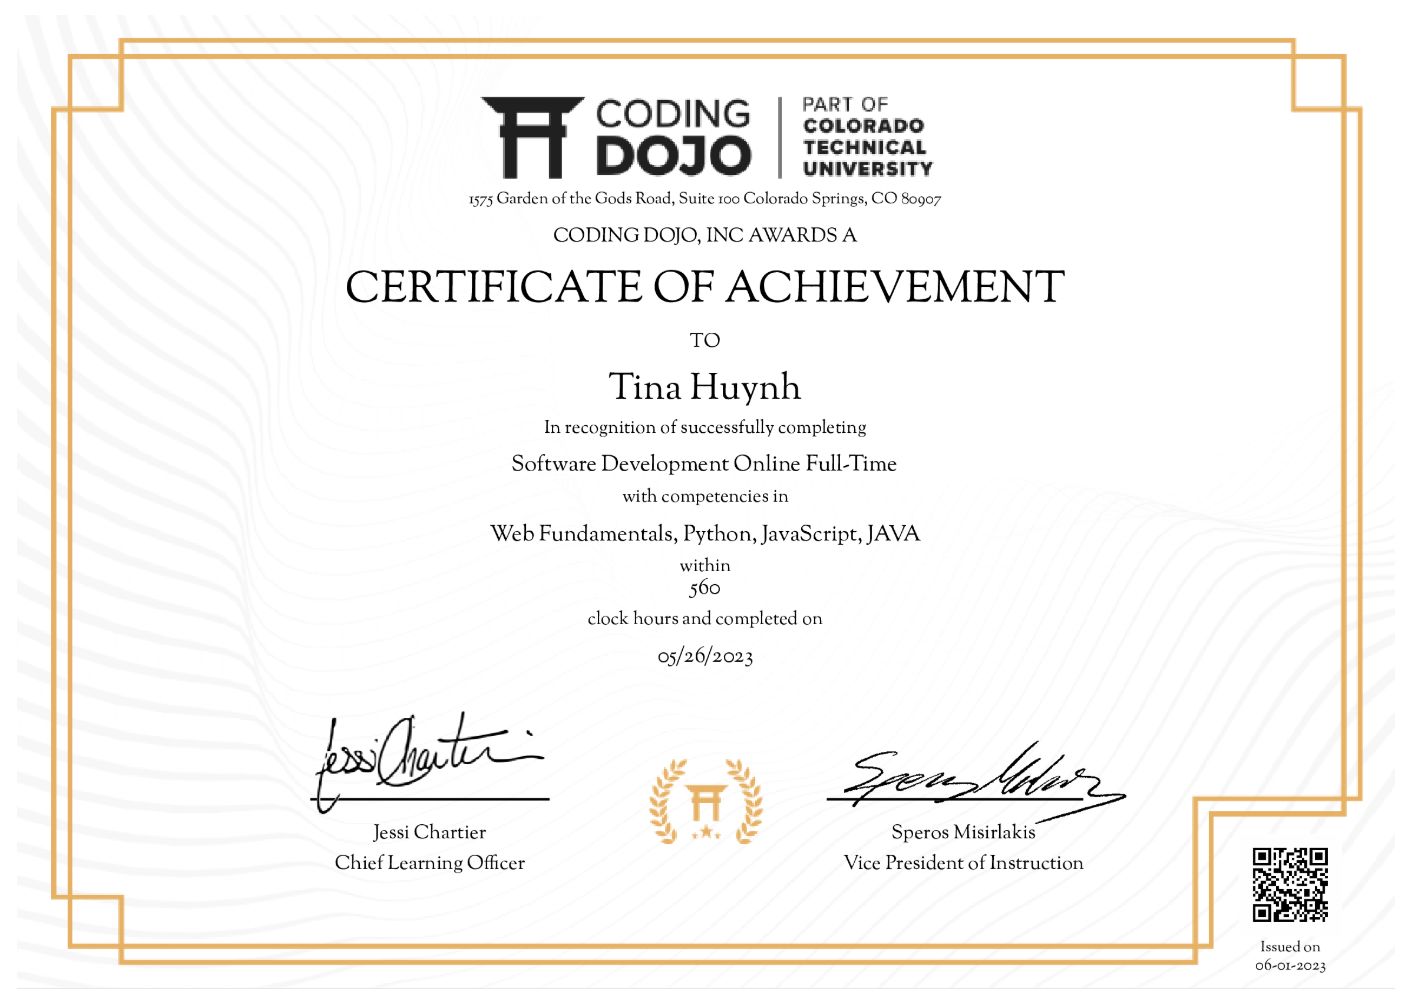 CODING
DOJO
PART OF
COLORADO
TECHNICAL
UNIVERSITY
1575 Garden of the Gods Road, Suite 100 Colorado Springs, CO 80907
CODING DOJO, INC AWARDS A
CERTIFICATE OF ACHIEVEMENT
TO
Tina Huynh
In recognition of successfully completing
Software Development Online Full-Time
with competencies in
Web Fundamentals, Python, JavaScript, JAVA
within
560
clock hours and completed on
05/26/2023
Jessi Chartier
Jessi Chartier
Chief Learning Officer
Speros Misirlakis
Vice President of Instruction
Issued on
06-01-2023